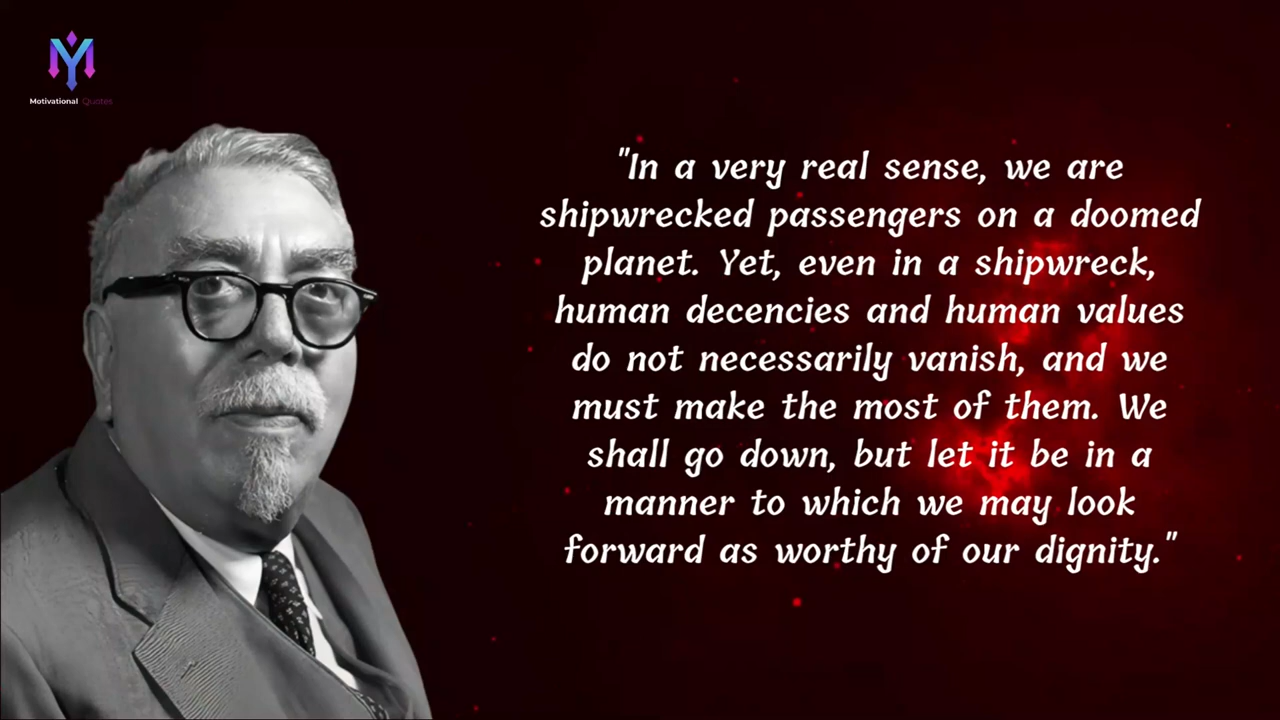 Motivational Quotes
"In a very real sense, we are
shipwrecked passengers on a doomed
planet. Yet, even in a shipwreck,
human decencies and human values
do not necessarily vanish, and we
must make the most of them. We
shall go down, but let it be in a
manner to which we may look
forward as worthy of our dignity."